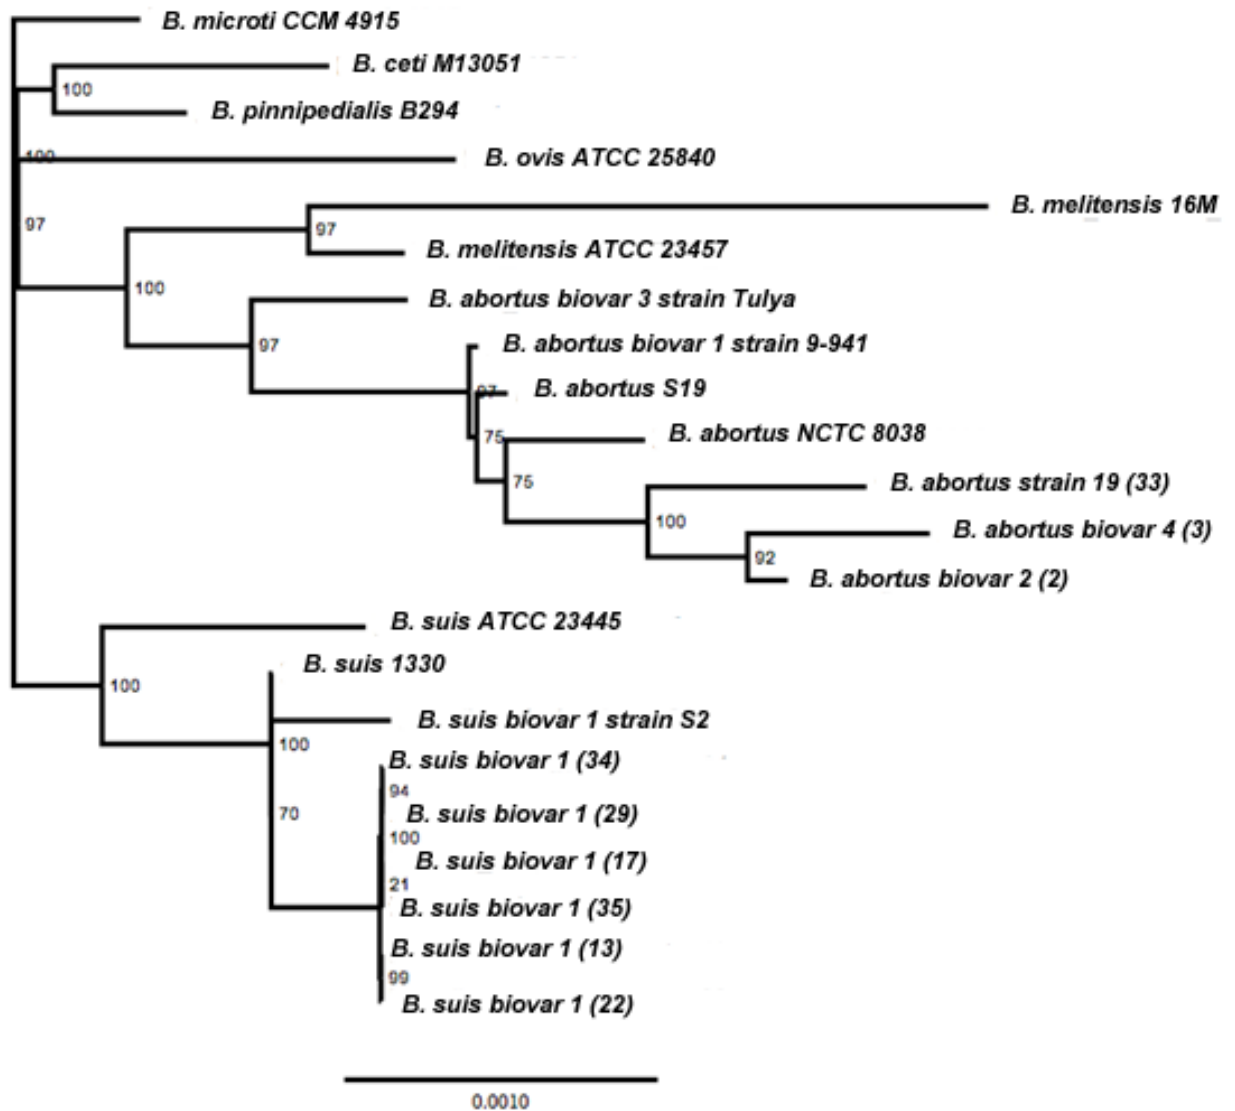 B. microti CCM 4915
B. ceti M13051
100
B. pinnipedialis B294
100
B. ovis ATCC 25840
B. melitensis 16M
97
97
B. melitensis ATCC 23457
100
B. abortus biovar 3 strain Tulya
97
B. abortus biovar 1 strain 9-941
97
B. abortus S19
75
B. abortus NCTC 8038
75
B. abortus strain 19 (33)
100
B. abortus biovar 4 (3)
92
B. abortus biovar 2 (2)
B. suis ATCC 23445
B. suis 1330
100
B. suis biovar 1 strain S2
100
B. suis biovar 1 (34)
94
70
B. suis biovar 1 (29)
100
B. suis biovar 1 (17)
21
B. suis biovar 1 (35)
B. suis biovar 1 (13)
99
B. suis biovar 1 (22)
0.0010